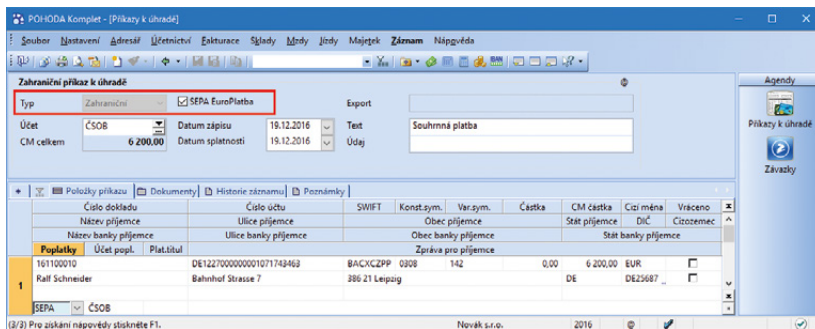 POHODA Komplet - [Příkazy k úhradě]
Soubor Nastavení Adresář Účetnictví Fakturace Sklady Mzdy Jízdy Majetek Záznam Nápověda
Zahraniční příkaz k úhradě
Agendy
Typ Zahraniční SEPA EuroPlatba Export
Účet ČSOB Datum zápisu 19.12.2016 Text Souhrnná platba
Příkazy k úhradě
CM celkem 6 200,00 Datum splatnosti 19.12.2016 Údaj
Závazky
Položky příkazu Dokumenty Historie záznamu Poznámky
Číslo dokladu Číslo účtu SWIFT Konst.sym. Var.sym. Částka CM částka Cizí měna Vráceno
Název příjemce Ulice příjemce Obec příjemce Stát příjemce DIČ Cizozemec
Název banky příjemce Ulice banky příjemce Obec banky příjemce Stát banky příjemce
Poplatky Účet popl. Plat.titul Zpráva pro příjemce
161100010 DE122700000001071743463 BACXCZPP 0308 142 0,00 6 200,00 EUR
1 Ralf Schneider Bahnhof Strasse 7 386 21 Leipzig DE DE25687
SEPA ČSOB
(3/3) Pro získání nápovědy stiskněte F1. Novák s.r.o. 2016